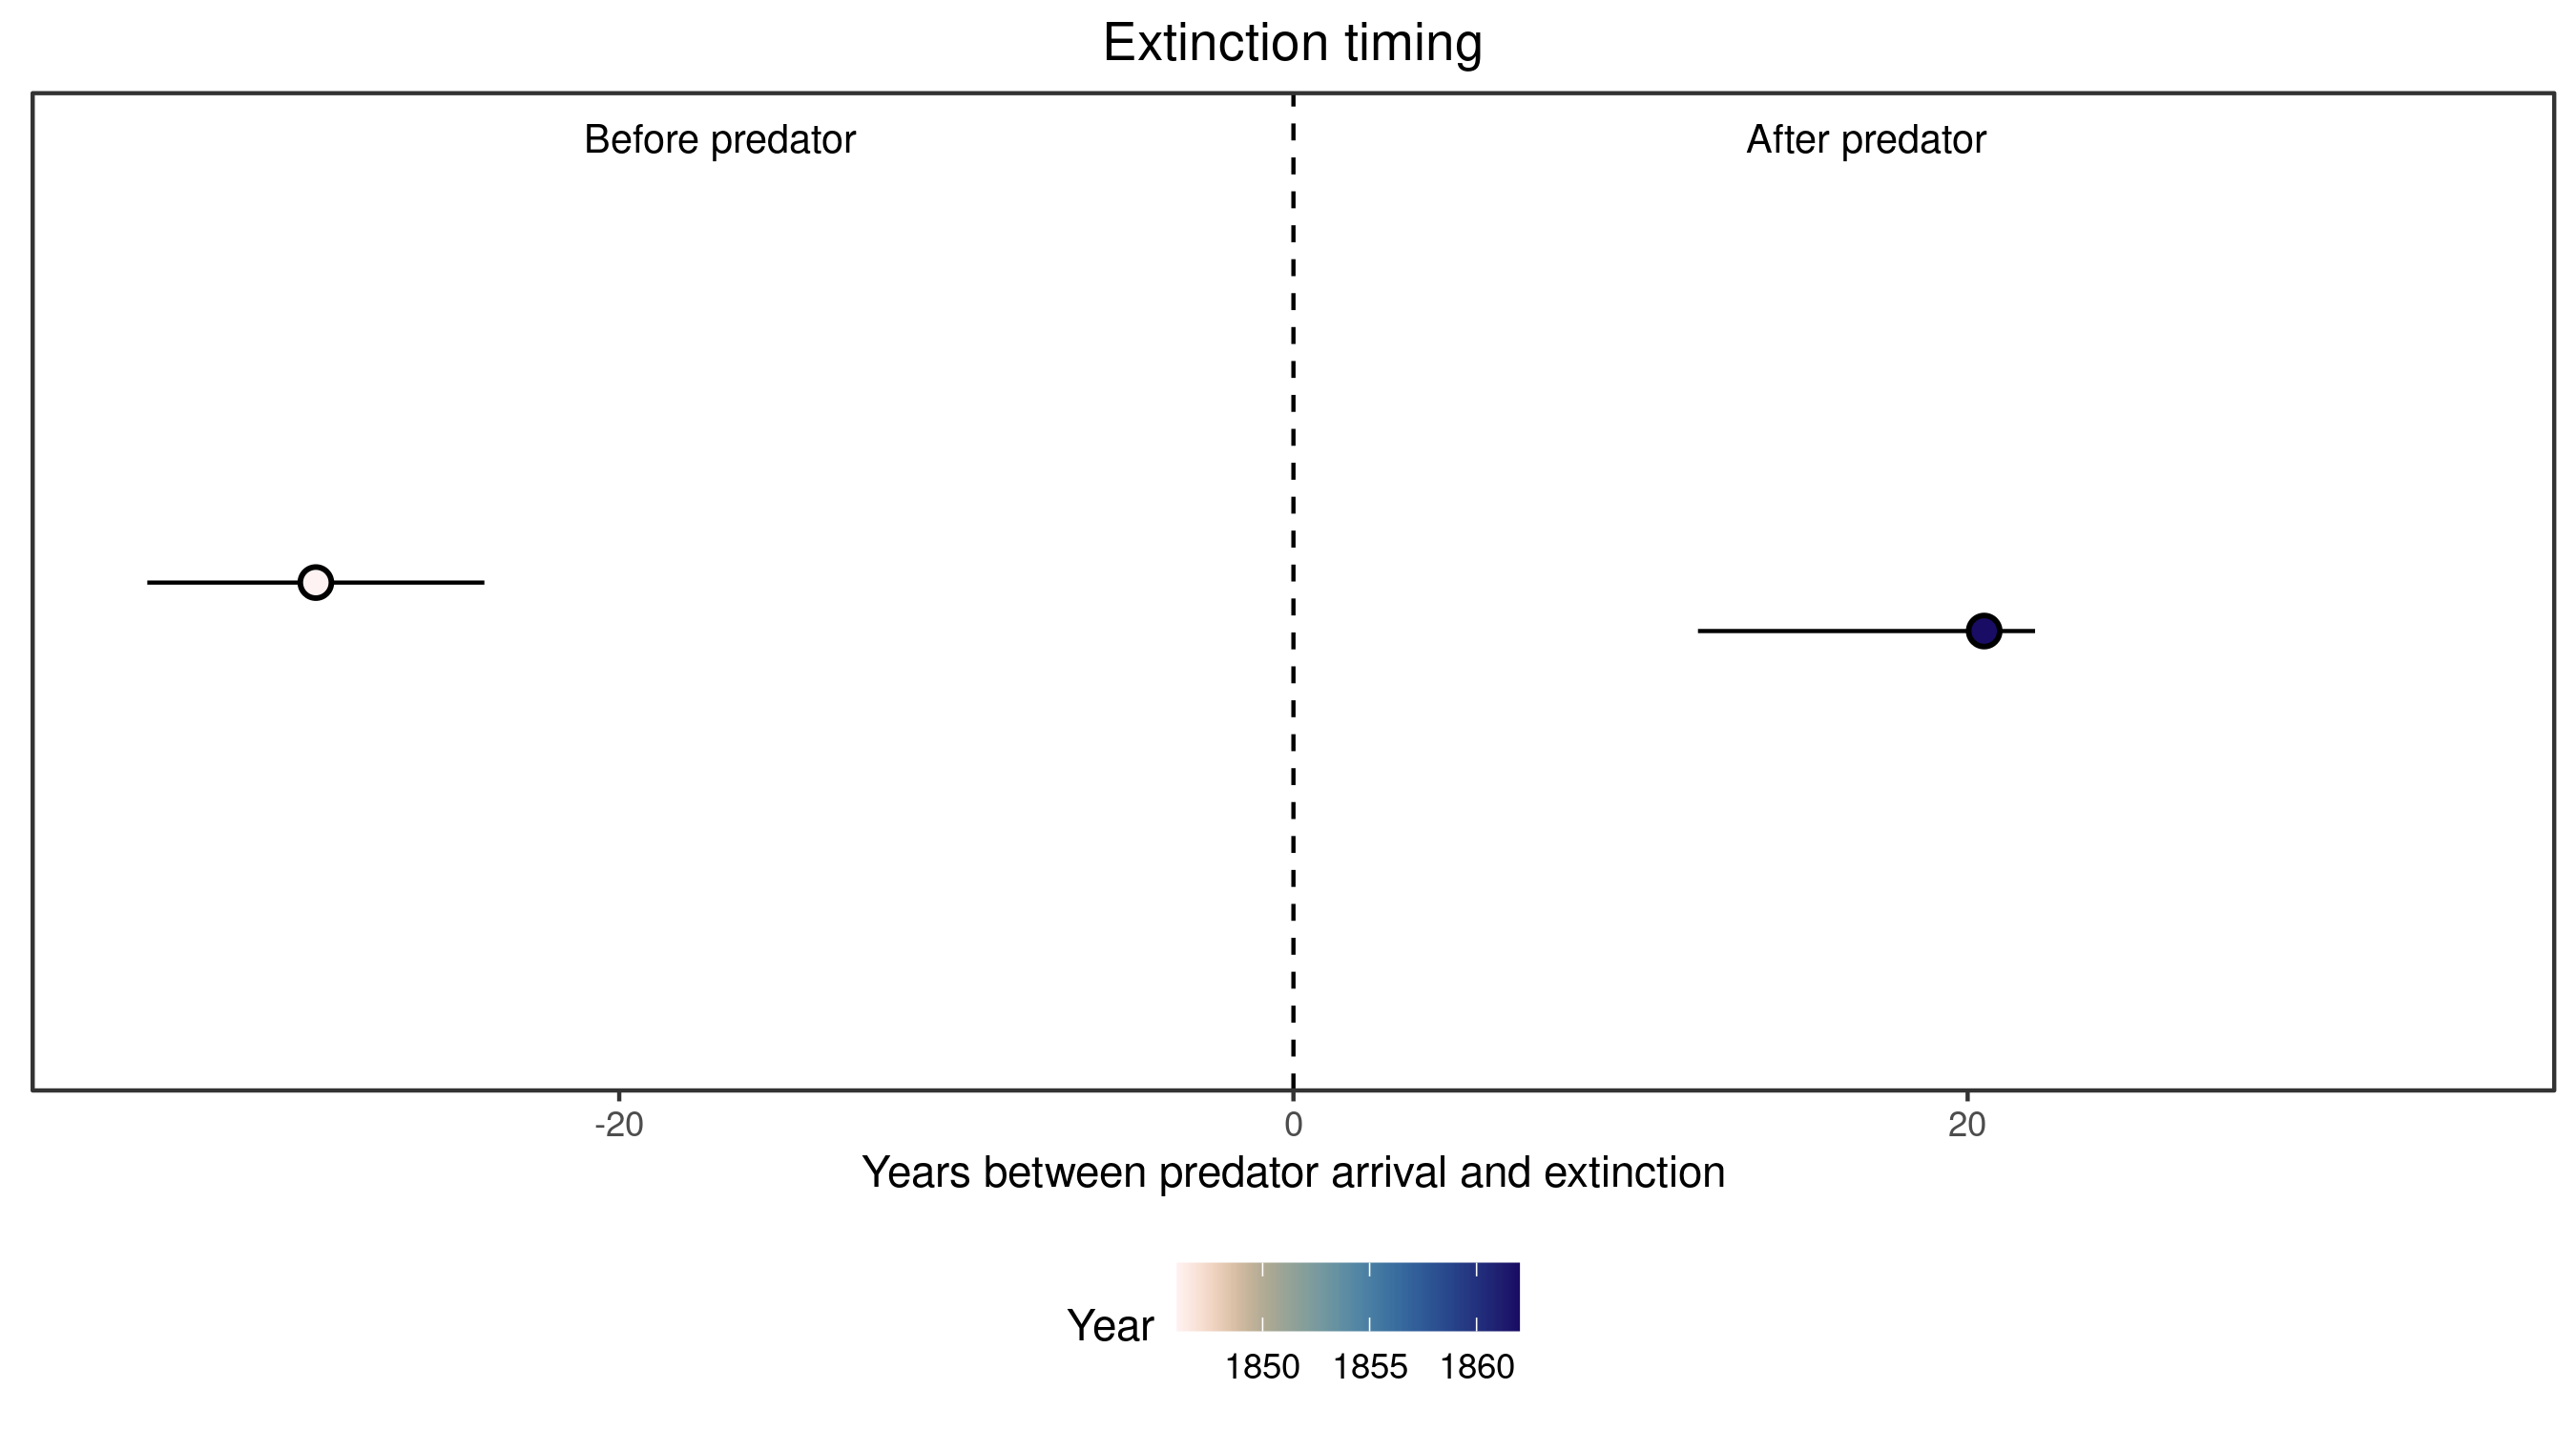 Extinction timing
Before predator
After predator
-20
0
20
Years between predator arrival and extinction
Year
1850
1855
1860